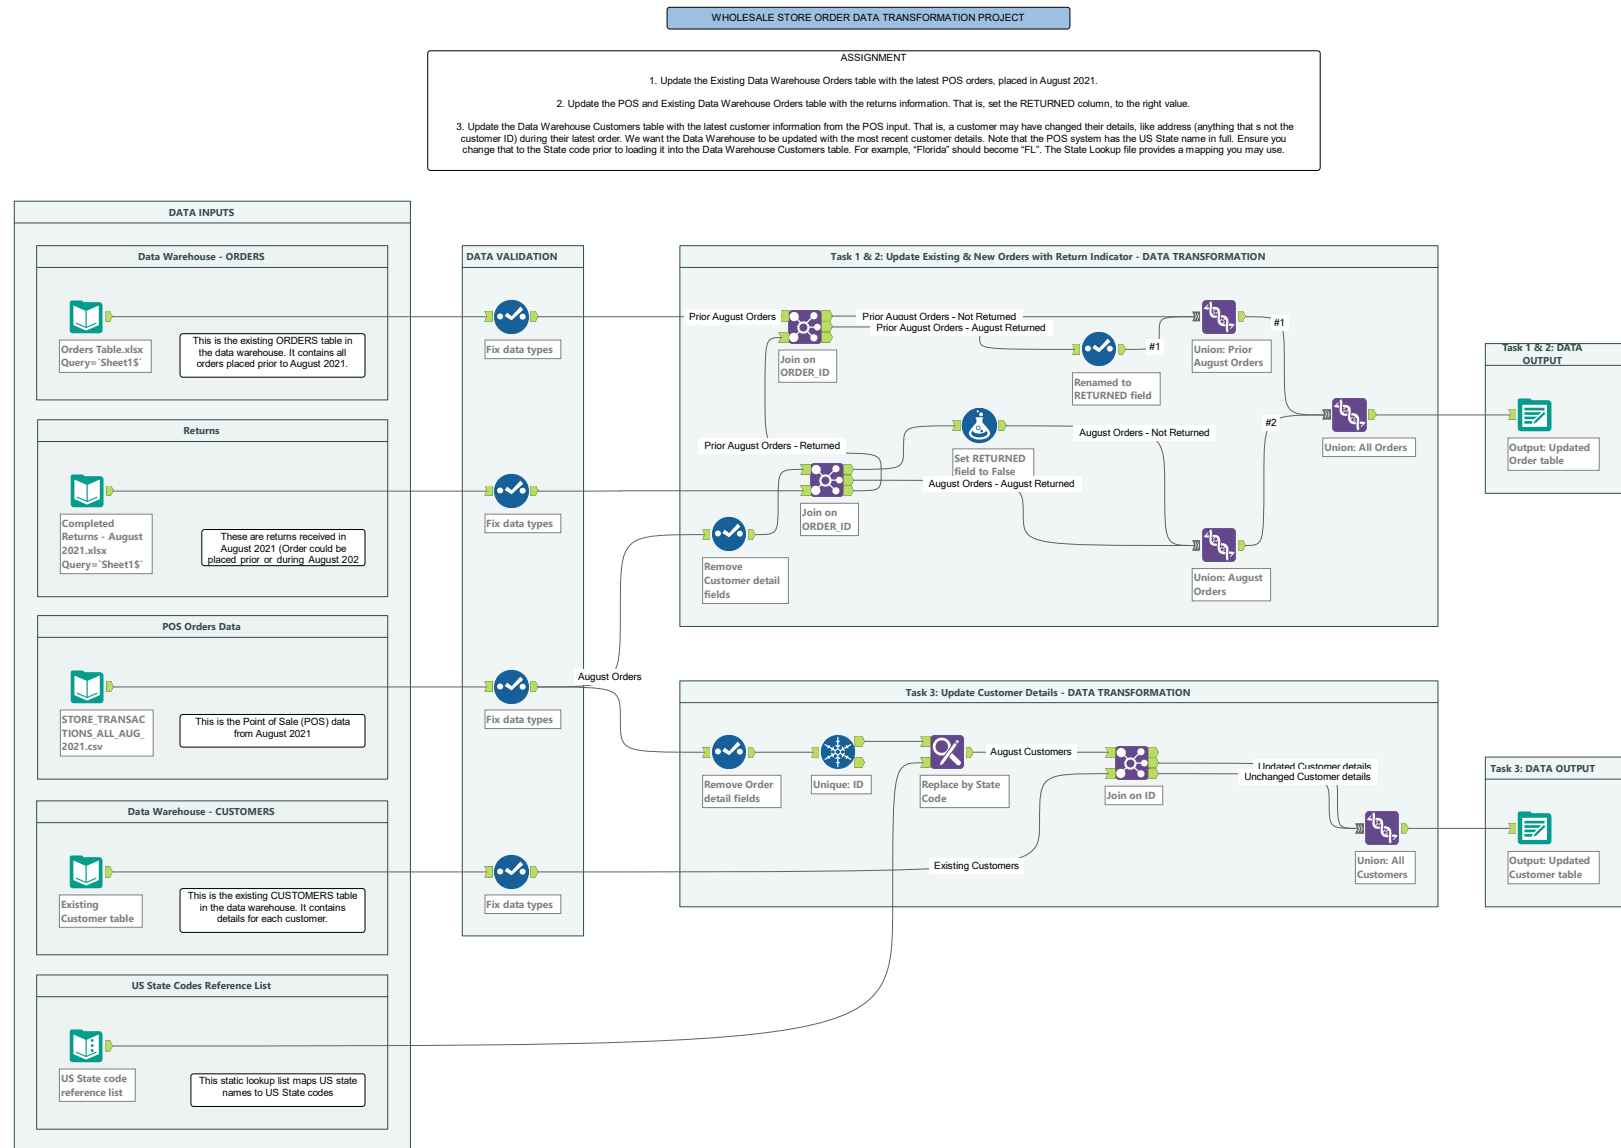 WHOLESALE STORE ORDER DATA TRANSFORMATION PROJECT
ASSIGNMENT
1. Update the Existing Data Warehouse Orders table with the latest POS orders, placed in August 2021.
2. Update the POS and Existing Data Warehouse Orders table with the returns information. That is, set the RETURNED column, to the right value.
3. Update the Data Warehouse Customers table with the latest customer information from the POS input. That is, a customer may have changed their details, like address (anything that s not the
customer ID) during their latest order. We want the Data Warehouse to be updated with the most recent customer details. Note that the POS system has the US State name in full. Ensure you
change that to the State code prior to loading it into the Data Warehouse Customers table. For example, “Florida” should become “FL”. The State Lookup file provides a mapping you may use.
DATA INPUTS
Data Warehouse - ORDERS
Orders Table.xlsx
Query=`Sheet1$`
This is the existing ORDERS table in
the data warehouse. It contains all
orders placed prior to August 2021.
Returns
Completed
Returns - August
2021.xlsx
Query=`Sheet1$`
These are returns received in
August 2021 (Order could be
placed prior or during August 202
POS Orders Data
STORE_TRANSAC
TIONS_ALL_AUG_
2021.csv
This is the Point of Sale (POS) data
from August 2021
Data Warehouse - CUSTOMERS
Existing
Customer table
This is the existing CUSTOMERS table
in the data warehouse. It contains
details for each customer.
US State Codes Reference List
US State code
reference list
This static lookup list maps US state
names to US State codes
DATA VALIDATION
Fix data types
Fix data types
Fix data types
Fix data types
August Orders
Task 1 & 2: Update Existing & New Orders with Return Indicator - DATA TRANSFORMATION
Prior August Orders
Join on
ORDER_ID
Prior August Orders - Not Returned
Prior August Orders - August Returned
Renamed to
RETURNED field
#1
Union: Prior
August Orders
#1
Prior August Orders - Returned
Join on
ORDER_ID
Remove
Customer detail
fields
Set RETURNED
field to False
August Orders - Not Returned
August Orders - August Returned
Union: August
Orders
#2
Union: All Orders
Task 1 & 2: DATA
OUTPUT
Output: Updated
Order table
Task 3: Update Customer Details - DATA TRANSFORMATION
Remove Order
detail fields
Unique: ID
Replace by State
Code
August Customers
Existing Customers
Join on ID
Updated Customer details
Unchanged Customer details
Union: All
Customers
Task 3: DATA OUTPUT
Output: Updated
Customer table